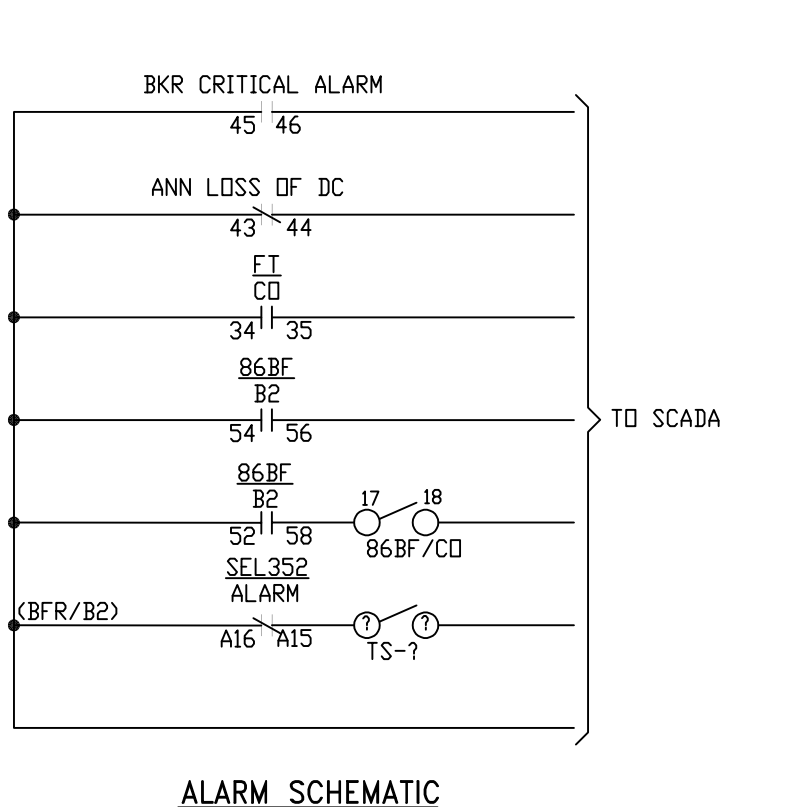 BKR CRITICAL ALARM
45 46
ANN LOSS OF DC
43 44
FT
CO
34 35
86BF
B2
54 56
TO SCADA
86BF
B2
17 18
52 58
86BF/CO
SEL352
ALARM
(BFR/B2)
? ?
A16 A15
TS-?
ALARM SCHEMATIC